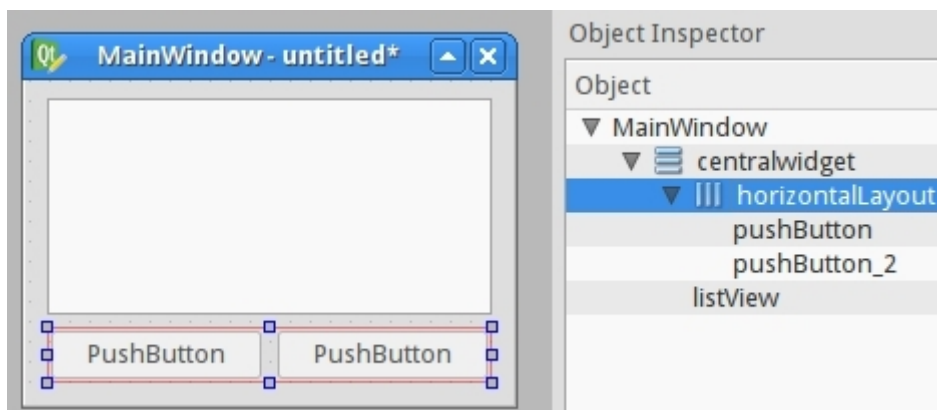 MainWindow - untitled*
PushButton PushButton
Object Inspector
Object
MainWindow
centralwidget
horizontalLayout
pushButton
pushButton_2
listView